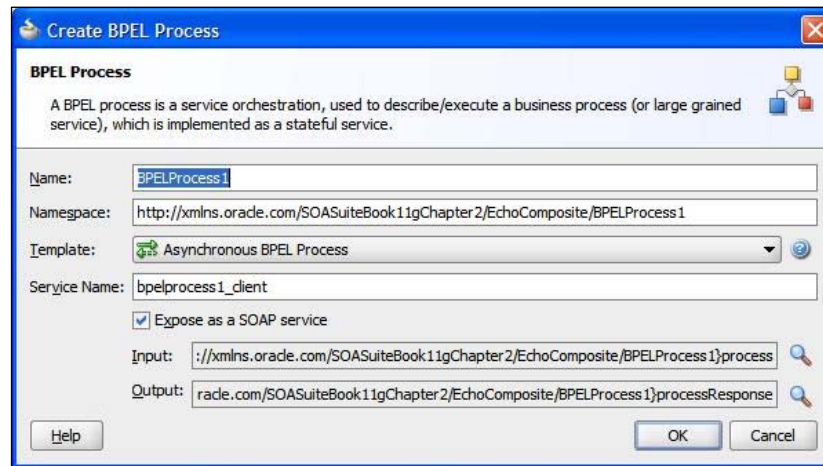 Create BPEL Process
BPEL Process
A BPEL process is a service orchestration, used to describe/execute a business process (or large grained
service), which is implemented as a stateful service.
Name: BPELProcess1
Namespace: http://xmlns.oracle.com/SOASuiteBook11gChapter2/EchoComposite/BPELProcess1
Template: Asynchronous BPEL Process
Service Name: bpelprocess1_client
Expose as a SOAP service
Input: ://xmlns.oracle.com/SOASuiteBook11gChapter2/EchoComposite/BPELProcess1}process
Output: racle.com/SOASuiteBook11gChapter2/EchoComposite/BPELProcess1}processResponse
Help OK Cancel